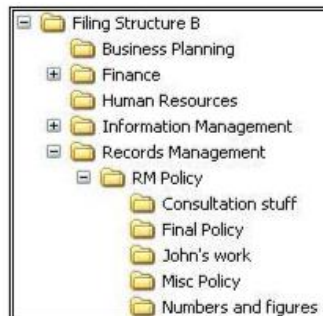 Filing Structure B
Business Planning
Finance
Human Resources
Information Management
Records Management
RM Policy
Consultation stuff
Final Policy
John's work
Misc Policy
Numbers and figures